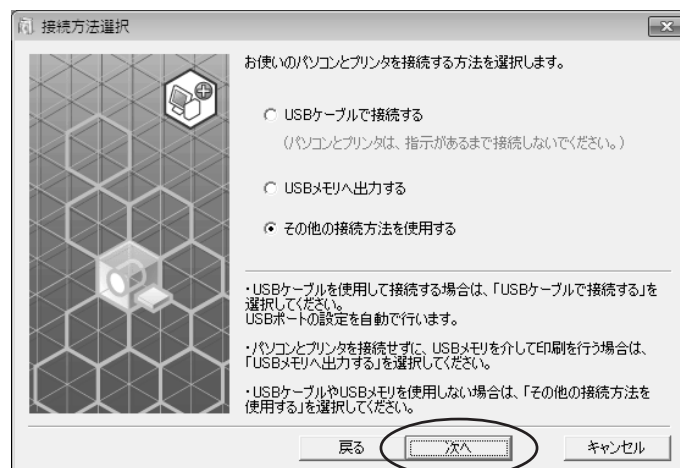 接続方法選択
お使いのパソコンとプリンタを接続する方法を選択します。
USBケーブルで接続する
(パソコンとプリンタは、指示があるまで接続しないでください。)
USBメモリへ出力する
その他の接続方法を使用する
・USBケーブルを使用して接続する場合は、「USBケーブルで接続する」を
選択してください。
USBポートの設定を自動で行います。
・パソコンとプリンタを接続せずに、USBメモリを介して印刷を行う場合は、
「USBメモリへ出力する」を選択してください。
・USBケーブルやUSBメモリを使用しない場合は、「その他の接続方法を
使用する」を選択してください。
戻る 次へ キャンセル